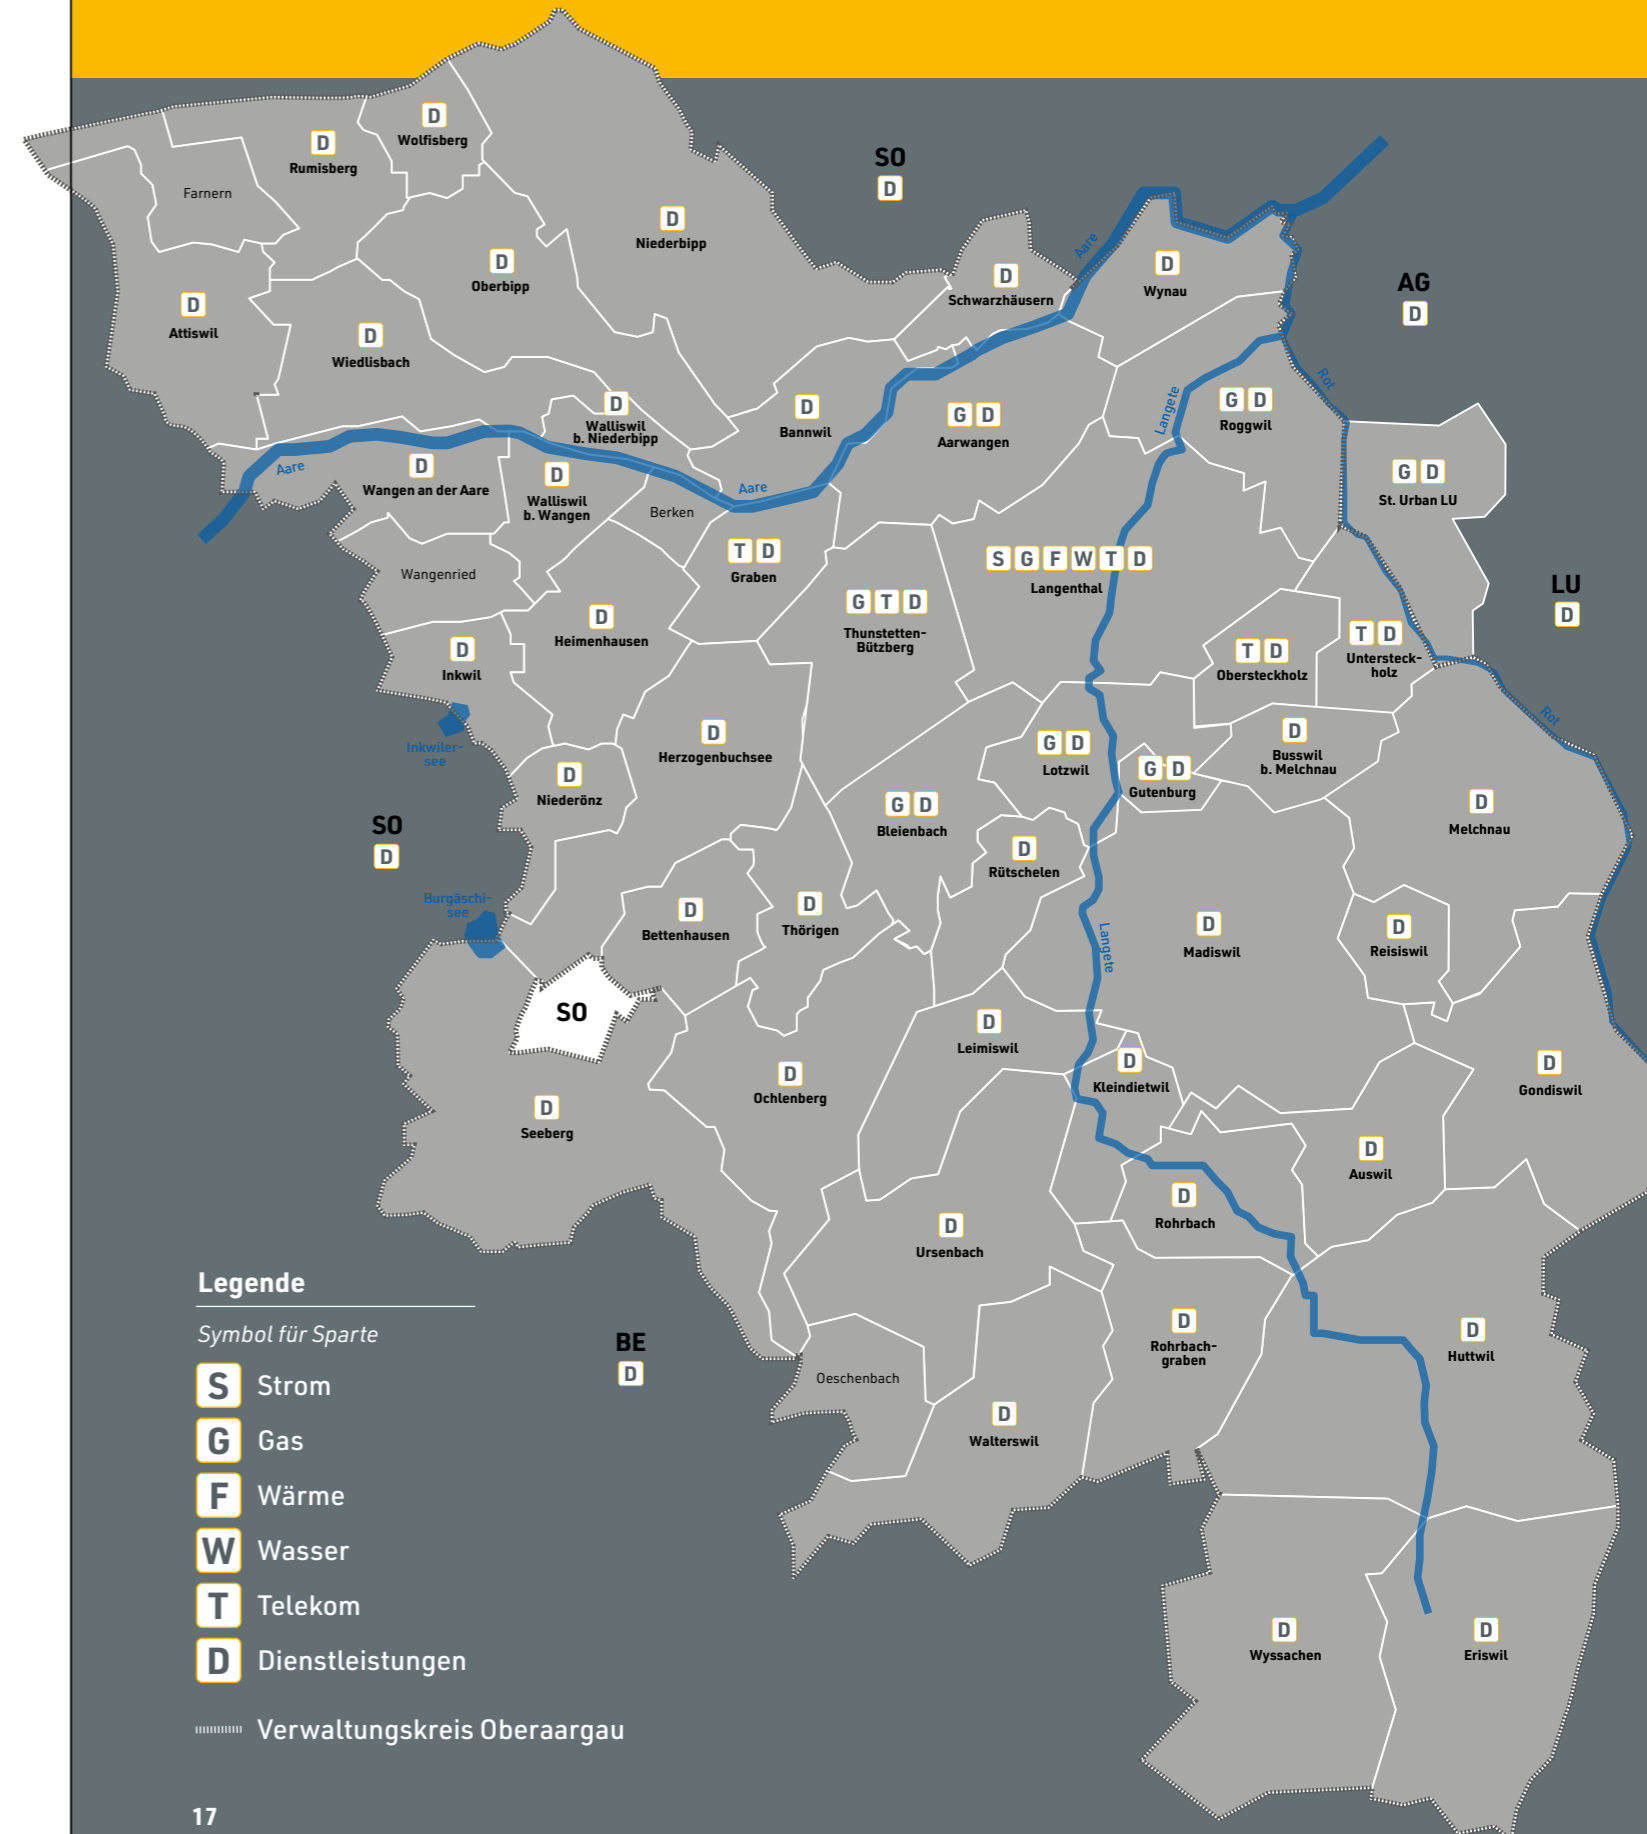 D
Wolfisberg
D
Rumisberg
Farnern
SO
D
D
Niederbipp
D
Oberbipp
D
Schwarzhäusern
Aare
D
Wynau
AG
D
D
Attiswil
D
Wiedlisbach
D
Walliswil
b. Niederbipp
D
Bannwil
G D
Aarwangen
Langete
G D
Roggwil
Rot
Aare
D
Wangen an der Aare
D
Walliswil
b. Wangen
Aare
Berken
G D
St. Urban LU
Wangenried
T D
Graben
S G F W T D
Langenthal
LU
D
D
Heimenhausen
G T D
Thunstetten-
Bützberg
D
Inkwil
T D
Obersteckholz
T D
Untersteck-
holz
Rot
Inkwiler-
see
D
Herzogenbuchsee
G D
Lotzwil
G D
Gutenburg
D
Busswil
b. Melchnau
D
Niederönz
G D
Bleienbach
D
Melchnau
SO
D
D
Rütschelen
Burgäschi-
see
D
Bettenhausen
D
Thörigen
Langete
D
Madiswil
D
Reisiswil
SO
D
Leimiswil
D
Kleindietwil
D
Gondiswil
D
Ochlenberg
D
Seeberg
D
Auswil
D
Rohrbach
D
Ursenbach
D
Rohrbach-
graben
D
Huttwil
BE
D
Oeschenbach
D
Walterswil
D
Wyssachen
D
Eriswil
Legende
Symbol für Sparte
S Strom
G Gas
F Wärme
W Wasser
T Telekom
D Dienstleistungen
Verwaltungskreis Oberaargau
17